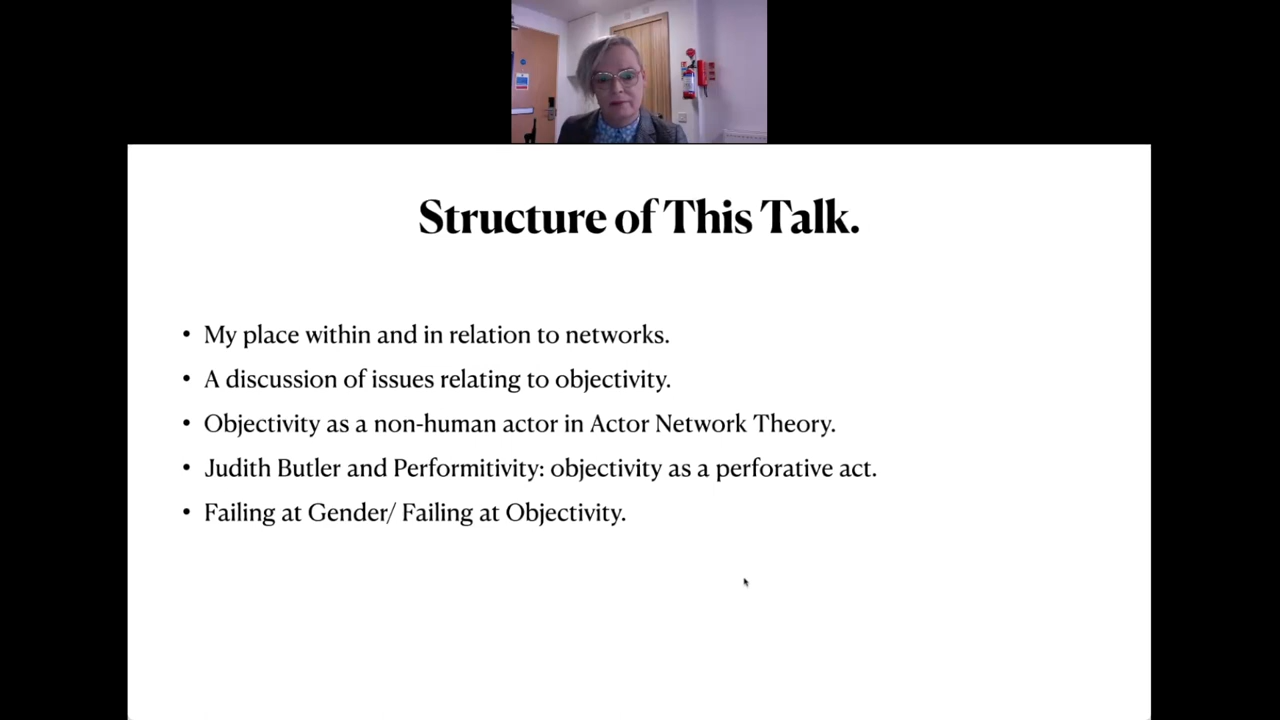 Structure of This Talk.
• My place within and in relation to networks.
• A discussion of issues relating to objectivity.
• Objectivity as a non-human actor in Actor Network Theory.
• Judith Butler and Performitivity: objectivity as a perforative act.
• Failing at Gender/ Failing at Objectivity.